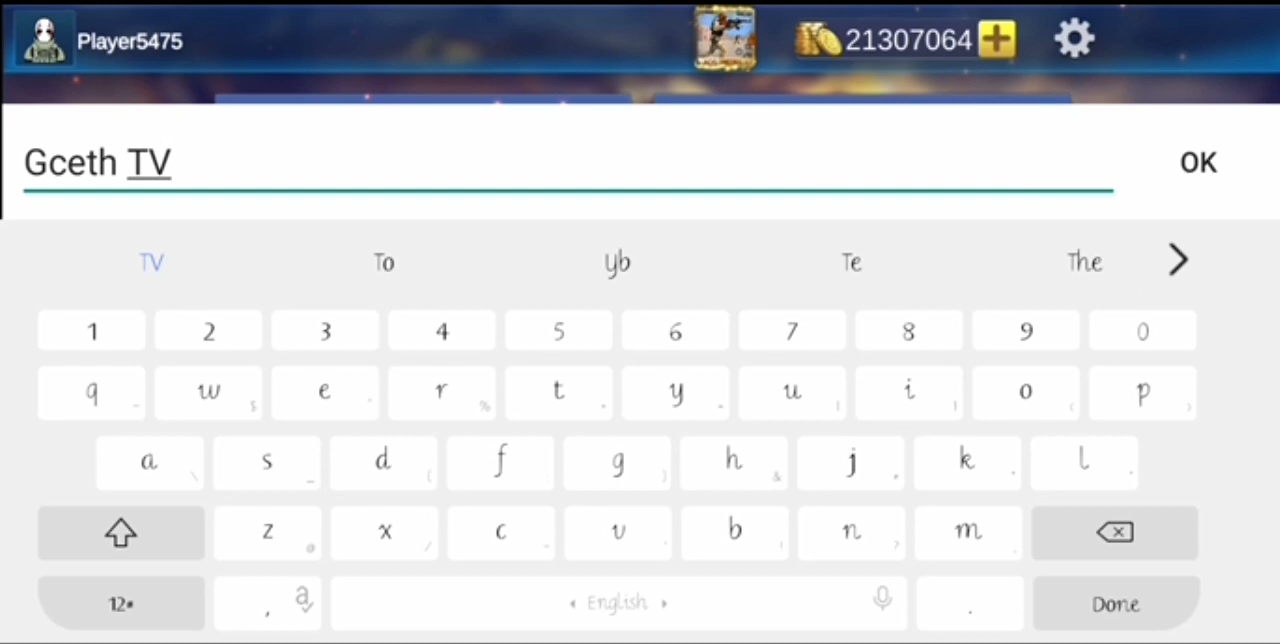 Player5475
21307064
Gceth TV
OK
TV To Yb Te The
1 2 3 4 5 6 7 8 9 0
q w e r t y u i o p
a s d f g h j k l
z x c v b n m
12# , English . Done